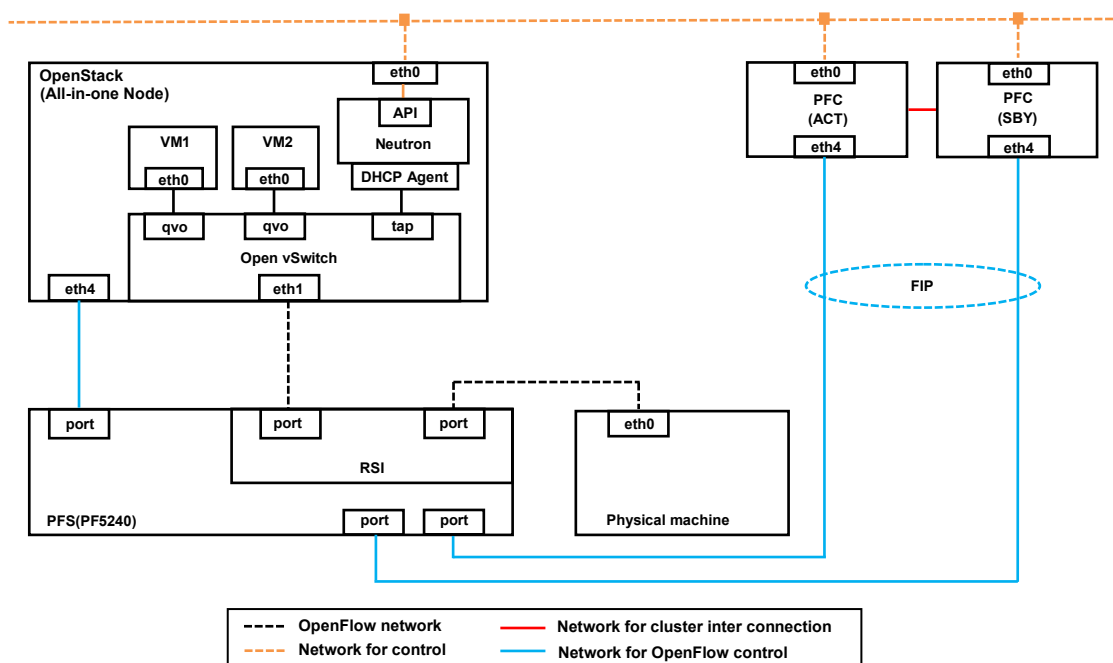 OpenStack
(All-in-one Node)
eth0
API
Neutron
DHCP Agent
VM1
eth0
VM2
eth0
qvo
qvo
tap
Open vSwitch
eth4
eth1
eth0
PFC
(ACT)
eth4
eth0
PFC
(SBY)
eth4
FIP
port
port
port
RSI
PFS(PF5240)
port
port
eth0
Physical machine
OpenFlow network
Network for control
Network for cluster inter connection
Network for OpenFlow control